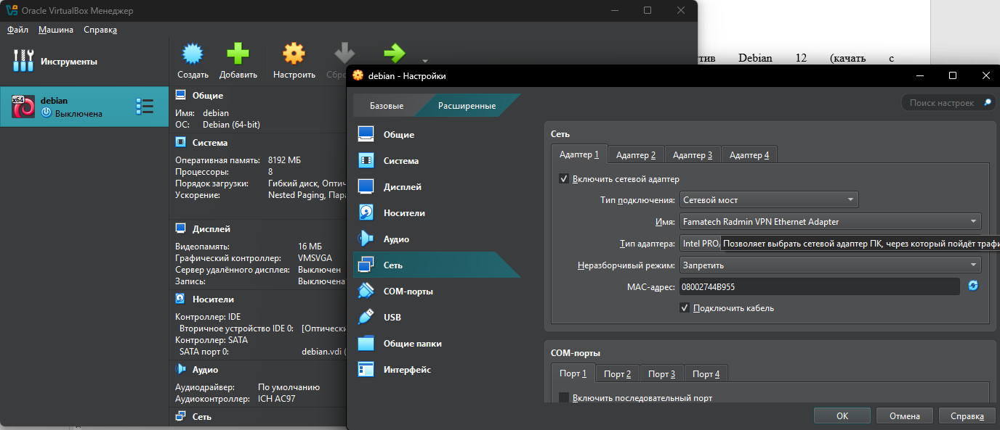 Oracle VirtualBox Менеджер
Файл Машина Справка
Инструменты
Создать Добавить Настроить Сбро
тив Debian 12 (качать с
x64
debian
Выключена
Общие
Имя: debian
ОС: Debian (64-bit)
Система
Оперативная память: 8192 МБ
Процессоры: 8
Порядок загрузки: Гибкий диск, Оптич
Ускорение: Nested Paging, Пара
Дисплей
Видеопамять: 16 МБ
Графический контроллер: VMSVGA
Сервер удалённого дисплея: Выключен
Запись: Выключена
Носители
Контроллер: IDE
Вторичное устройство IDE 0: [Оптически
Контроллер: SATA
SATA порт 0: debian.vdi (
Аудио
Аудиодрайвер: По умолчанию
Аудиоконтроллер: ICH AC97
Сеть
debian - Настройки
Базовые Расширенные
Поиск настроек
Общие
Система
Дисплей
Носители
Аудио
Сеть
COM-порты
USB
Общие папки
Интерфейс
Сеть
Адаптер 1 Адаптер 2 Адаптер 3 Адаптер 4
Включить сетевой адаптер
Тип подключения: Сетевой мост
Имя: Famatech Radmin VPN Ethernet Adapter
Тип адаптера: Intel PRO/
Позволяет выбрать сетевой адаптер ПК, через который пойдёт трафи
Неразборчивый режим: Запретить
MAC-адрес: 08002744B955
Подключить кабель
COM-порты
Порт 1 Порт 2 Порт 3 Порт 4
Включить последовательный порт
OK Отмена Справка